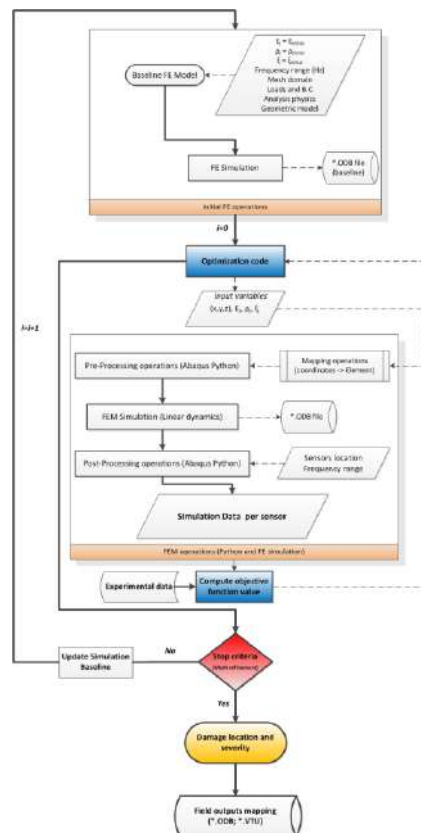 Frequency range (Hz)
Mesh domain
Loads and B.C
Analysis physics
Geometric model
Baseline FE Model
FE Simulation
*.ODB file
(baseline)
Initial FE operations
i=0
Optimization code
Input variables
(x,y,z),
i=i+1
Pre-Processing operations (Abaqus Python)
Mapping operations
(coordinates -> Element)
FEM Simulation (Linear dynamics)
*.ODB file
Post-Processing operations (Abaqus Python)
Sensors location
Frequency range
Simulation Data per sensor
FEM operations (Python and FE simulation)
Experimental data
Compute objective
function value
Stop criteria
No
Update Simulation
Baseline
Yes
Damage location and
severity
Field outputs mapping
(*.ODB; *.VTU)